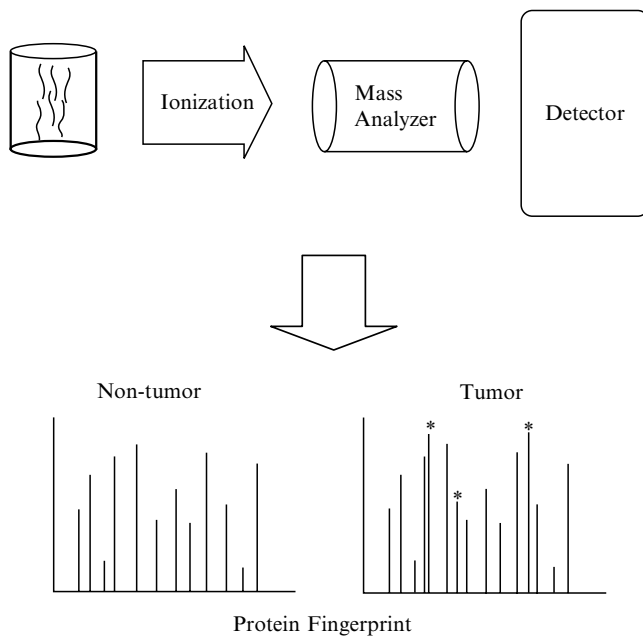 Ionization
Mass
Analyzer
Detector
Non-tumor
Tumor
*
*
*
Protein Fingerprint